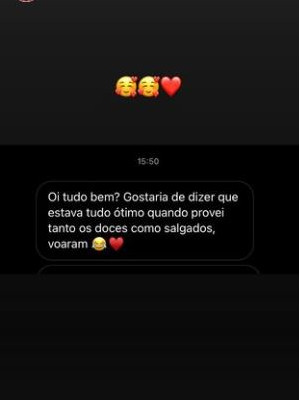 🥰🥰❤️
15:50
Oi tudo bem? Gostaria de dizer que
estava tudo ótimo quando provei
tanto os doces como salgados,
voaram 😂❤️